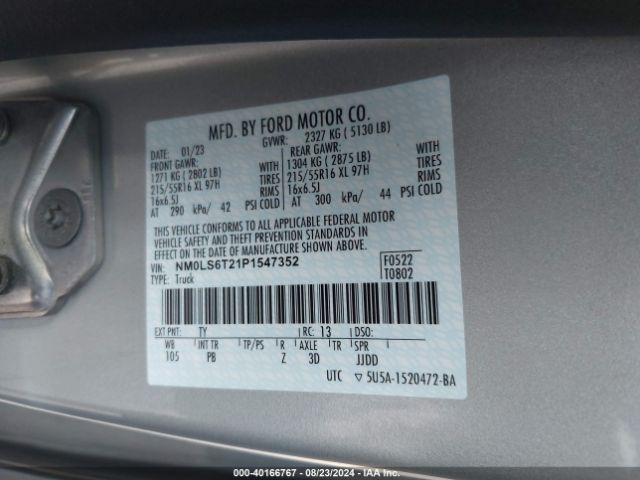 MFD. BY FORD MOTOR CO.
DATE: 01/23 GVWR: 2327 KG ( 5130 LB)
FRONT GAWR: REAR GAWR:
1271 KG ( 2802 LB) WITH 1304 KG ( 2875 LB) WITH
215/55R16 XL 97H TIRES 215/55R16 XL 97H TIRES
16x6.5J RIMS 16x6.5J RIMS
AT 290 kPa/ 42 PSI COLD AT 300 kPa/ 44 PSI COLD
THIS VEHICLE CONFORMS TO ALL APPLICABLE FEDERAL MOTOR
VEHICLE SAFETY AND THEFT PREVENTION STANDARDS IN
EFFECT ON THE DATE OF MANUFACTURE SHOWN ABOVE.
VIN: NM0LS6T21P1547352 F0522
TYPE: Truck T0802
EXT PNT: TY RC: 13 DSO:
WB INT TR TP/PS R AXLE TR SPR
105 PB Z 3D JJDD
UTC ▽ 5U5A-1520472-BA
000-40166767 - 08/23/2024 - IAA Inc.